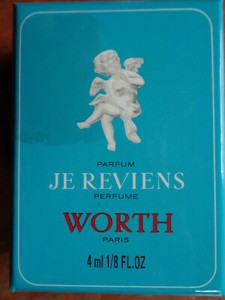 PARFUM
JE REVIENS
PERFUME
WORTH
PARIS
4 ml 1/8 FL.OZ